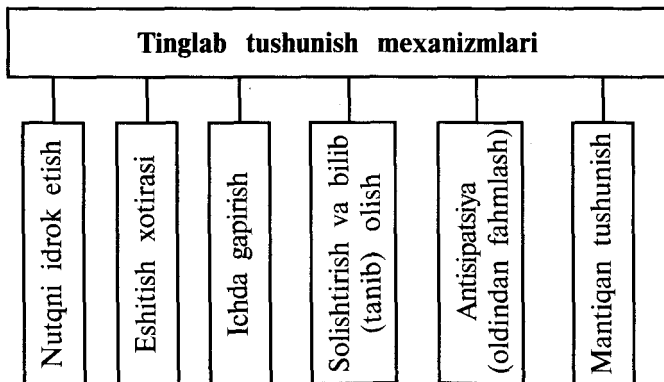 Tinglab tushunish mexanizmlari
Nutqni idrok etish
Eshitish xotirasi
Ichda gapirish
Solishtirish va bilib
(tanib) olish
Antisipatsiya
(oldindan fahmlash)
Mantiqan tushunish